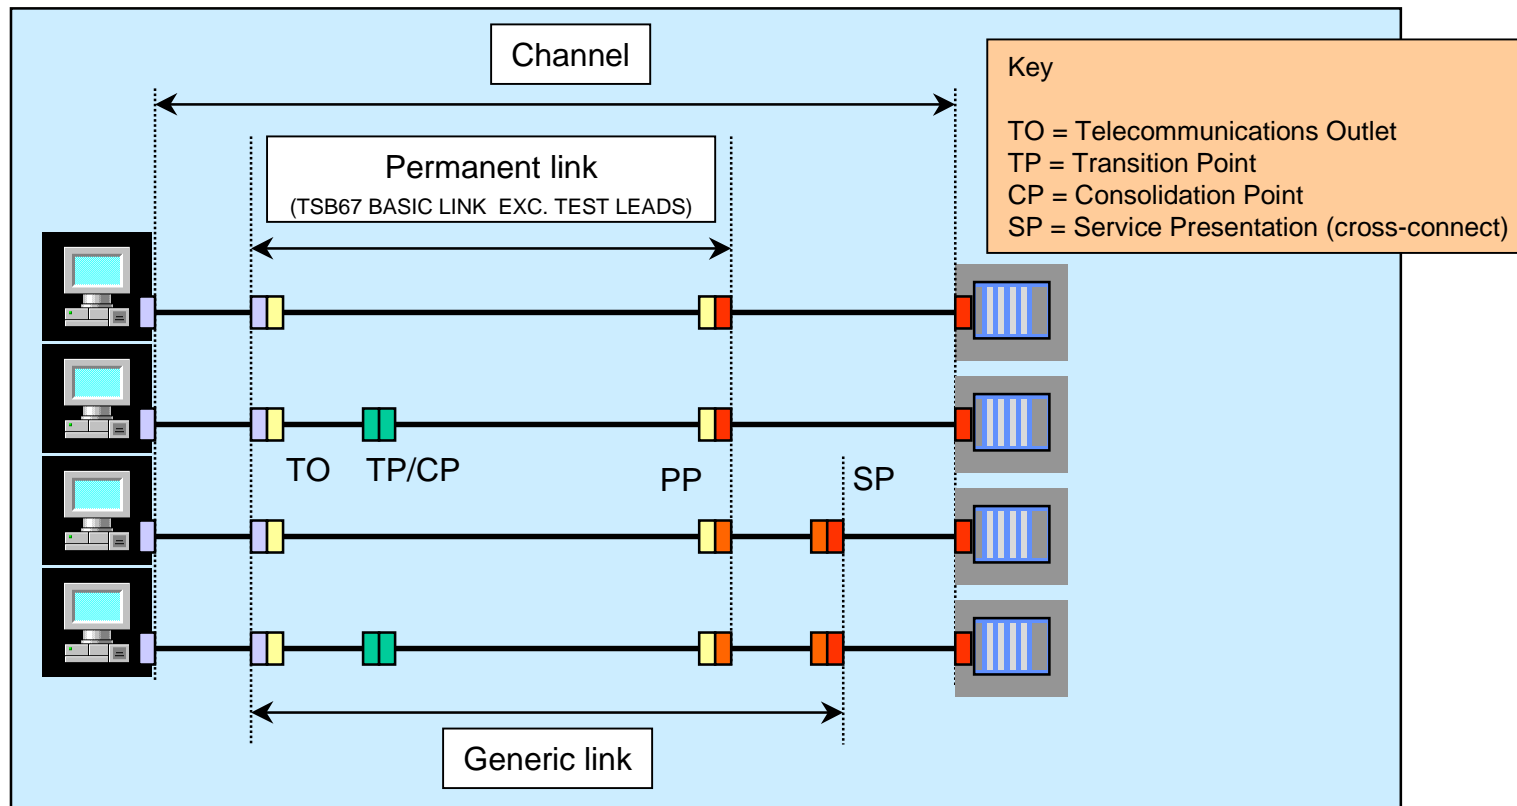 Channel
Key
TO = Telecommunications Outlet
TP = Transition Point
CP = Consolidation Point
SP = Service Presentation (cross-connect)
Permanent link
(TSB67 BASIC LINK  EXC. TEST LEADS)
TO TP/CP PP SP
Generic link